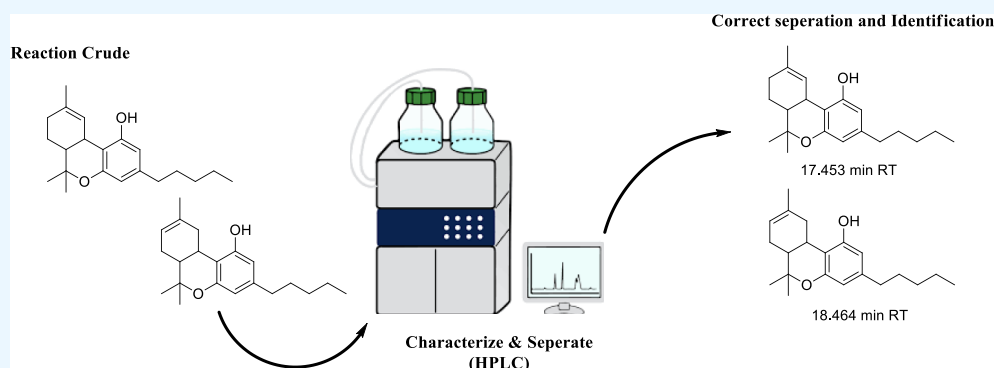 Correct seperation and Identification
Reaction Crude
OH
O
OH
O
Characterize & Seperate
(HPLC)
OH
O
17.453 min RT
OH
O
18.464 min RT